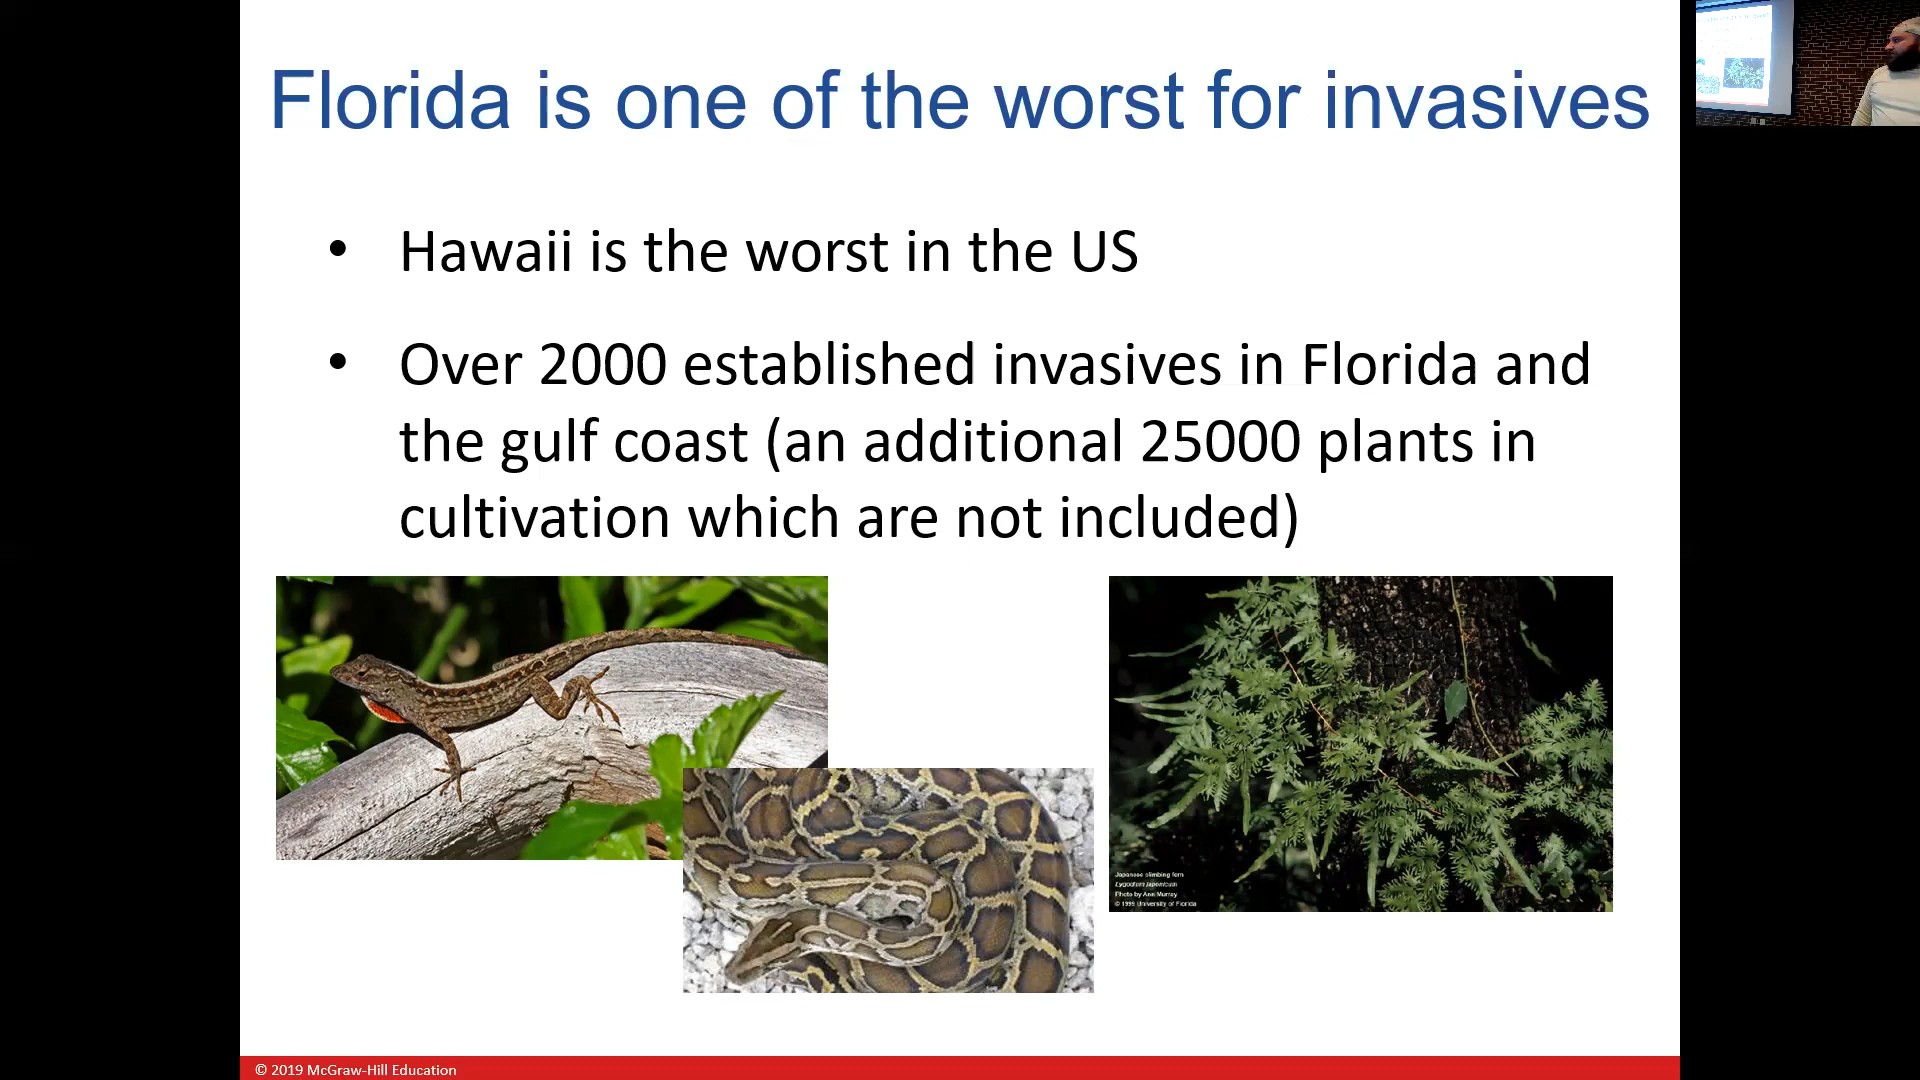 Florida is one of the worst for invasives
• Hawaii is the worst in the US
• Over 2000 established invasives in Florida and
the gulf coast (an additional 25000 plants in
cultivation which are not included)
Japanese climbing fern
Lygodium japonicum
Photo by Ann Murray
© 1999 University of Florida
© 2019 McGraw-Hill Education